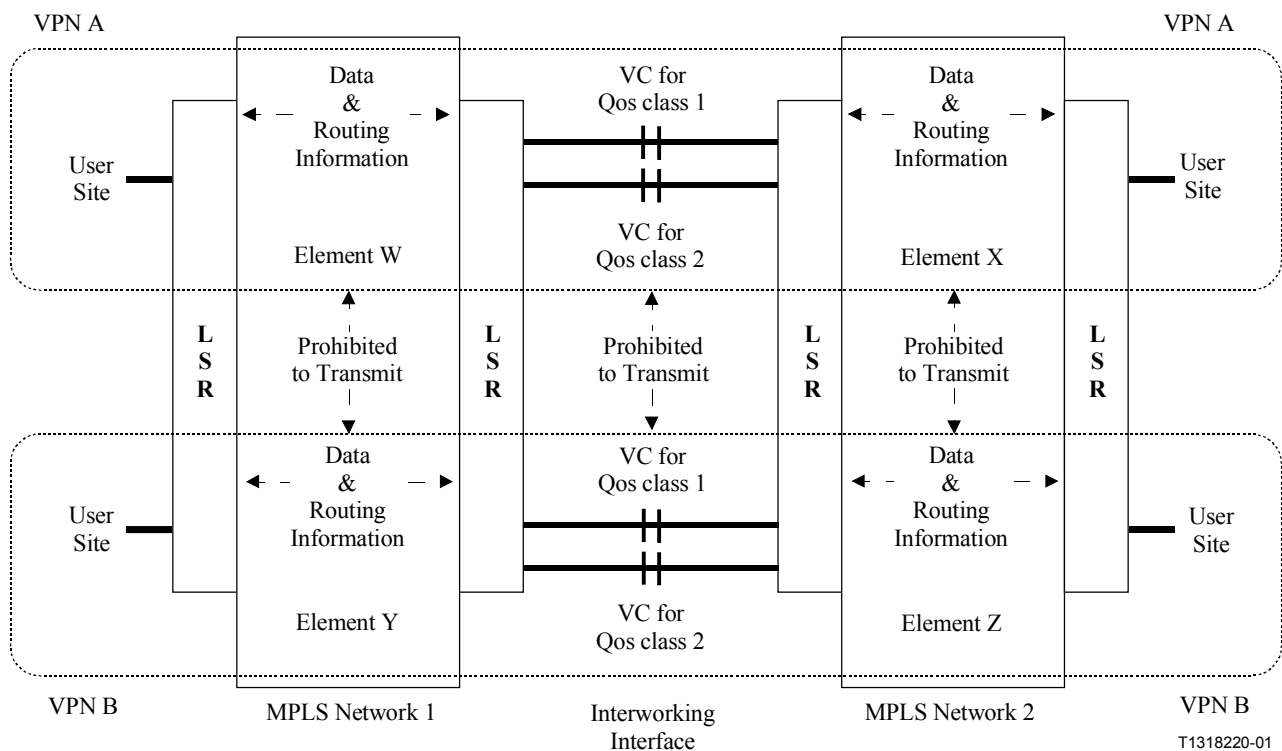 VPN A
VPN A
Data
&
Routing
Information
VC for
Qos class 1
Data
&
Routing
Information
User
Site
User
Site
VC for
Qos class 2
Element W
Element X
L
S
R
Prohibited
to Transmit
L
S
R
Prohibited
to Transmit
L
S
R
Prohibited
to Transmit
L
S
R
Data
&
Routing
Information
VC for
Qos class 1
Data
&
Routing
Information
User
Site
User
Site
VC for
Qos class 2
Element Y
Element Z
VPN B
MPLS Network 1
Interworking
Interface
MPLS Network 2
VPN B
T1318220-01